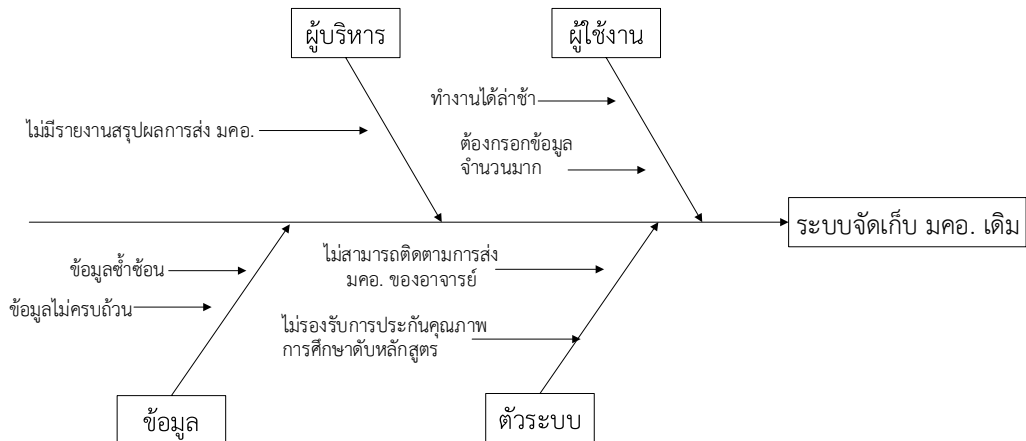 ผู้บริหาร
ผู้ใช้งาน
ทำงานได้ล่าช้า
ไม่มีรายงานสรุปผลการส่ง มคอ.
ต้องกรอกข้อมูล
จำนวนมาก
ระบบจัดเก็บ มคอ. เดิม
ไม่สามารถติดตามการส่ง
มคอ. ของอาจารย์
ข้อมูลซ้ำซ้อน
ข้อมูลไม่ครบถ้วน
ไม่รองรับการประกันคุณภาพ
การศึกษาดับหลักสูตร
ข้อมูล
ตัวระบบ